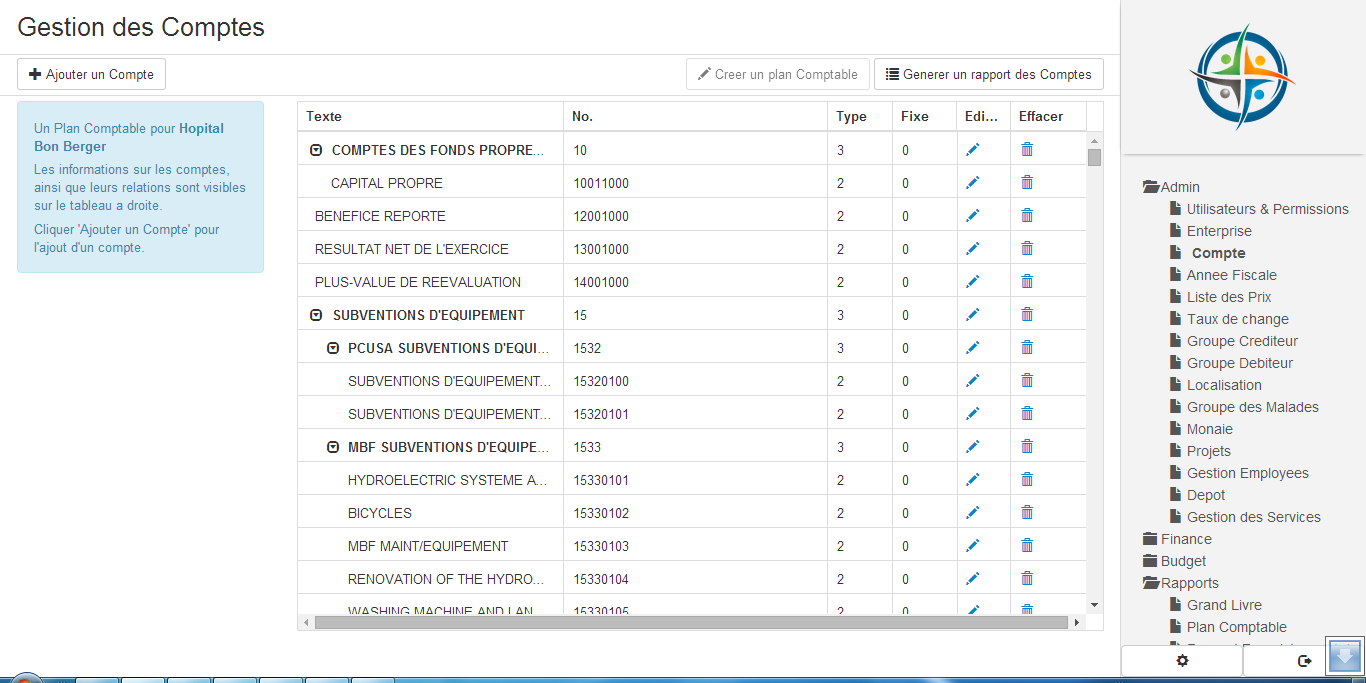 Gestion des Comptes
Ajouter un Compte
Creer un plan Comptable
Generer un rapport des Comptes
Un Plan Comptable pour Hopital
Bon Berger
Les informations sur les comptes,
ainsi que leurs relations sont visibles
sur le tableau a droite.
Cliquer 'Ajouter un Compte' pour
l'ajout d'un compte.
Texte No. Type Fixe Edi... Effacer
COMPTES DES FONDS PROPRE... 10 3 0
CAPITAL PROPRE 10011000 2 0
BENEFICE REPORTE 12001000 2 0
RESULTAT NET DE L'EXERCICE 13001000 2 0
PLUS-VALUE DE REEVALUATION 14001000 2 0
SUBVENTIONS D'EQUIPEMENT 15 3 0
PCUSA SUBVENTIONS D'EQUI... 1532 3 0
SUBVENTIONS D'EQUIPEMENT... 15320100 2 0
SUBVENTIONS D'EQUIPEMENT... 15320101 2 0
MBF SUBVENTIONS D'EQUIPE... 1533 3 0
HYDROELECTRIC SYSTEME A... 15330101 2 0
BICYCLES 15330102 2 0
MBF MAINT/EQUIPEMENT 15330103 2 0
RENOVATION OF THE HYDRO... 15330104 2 0
WASHING MACHINE AND LAN 15330105 2 0
Admin
Utilisateurs & Permissions
Enterprise
Compte
Annee Fiscale
Liste des Prix
Taux de change
Groupe Crediteur
Groupe Debiteur
Localisation
Groupe des Malades
Monaie
Projets
Gestion Employees
Depot
Gestion des Services
Finance
Budget
Rapports
Grand Livre
Plan Comptable